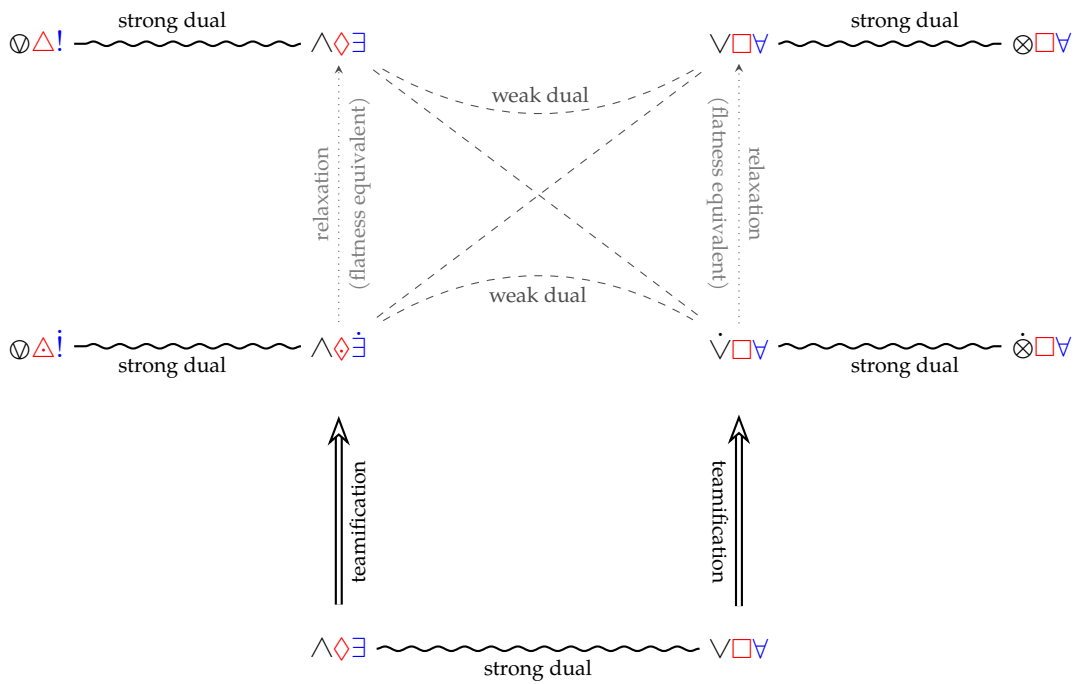 strong dual
Ⓥ△!
∧◇∃
∨□∀
strong dual
⊗□∀
weak dual
relaxation
(flatness equivalent)
(flatness equivalent)
relaxation
weak dual
Ⓥ◬!̇
strong dual
∧⟐∃̇
∨̇□∀
strong dual
⊗̇□∀
teamification
teamification
∧◇∃
strong dual
∨□∀